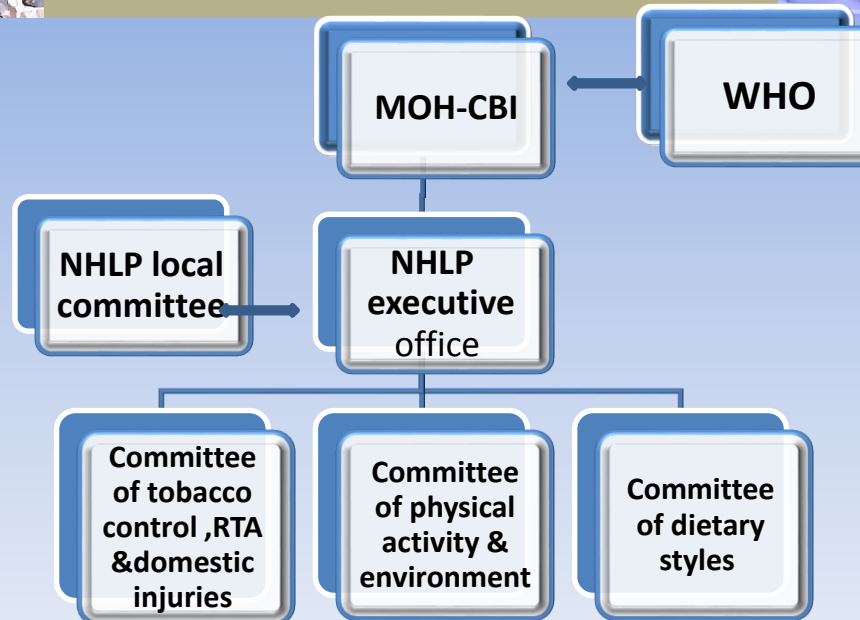 MOH-CBI
WHO
NHLP local
committee
NHLP
executive
office
Committee
of tobacco
control ,RTA
&domestic
injuries
Committee
of physical
activity &
environment
Committee
of dietary
styles